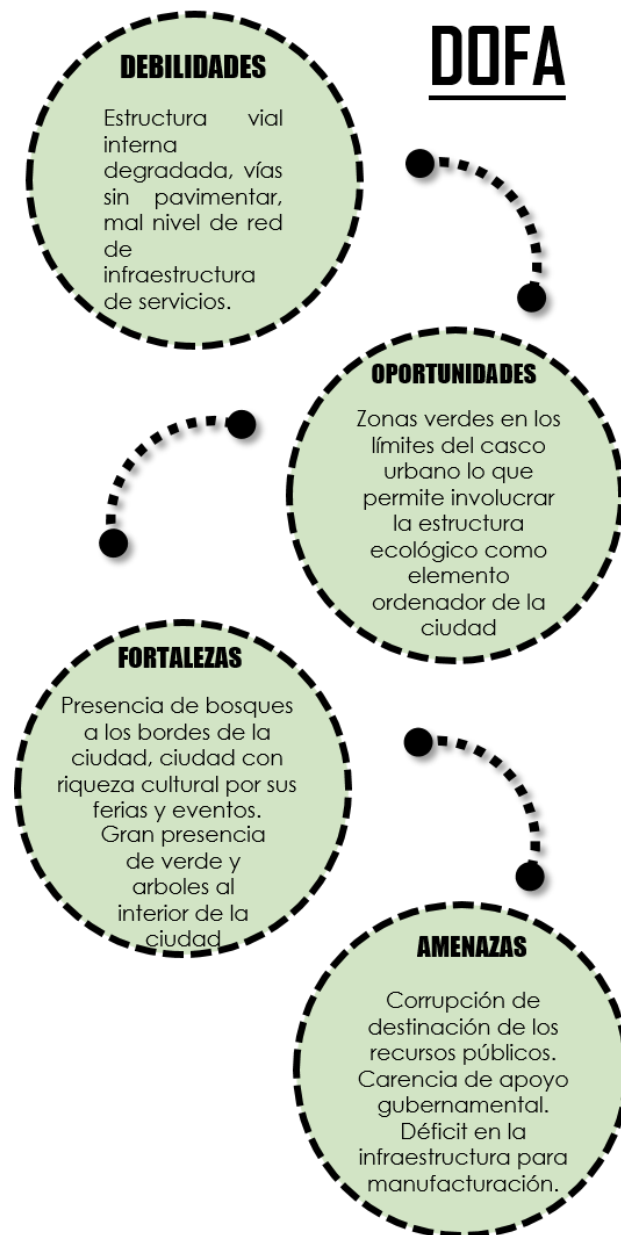 DOFA
DEBILIDADES
Estructura vial
interna
degradada, vías
sin pavimentar,
mal nivel de red
de
infraestructura
de servicios.
OPORTUNIDADES
Zonas verdes en los
límites del casco
urbano lo que
permite involucrar
la estructura
ecológico como
elemento
ordenador de la
ciudad
FORTALEZAS
Presencia de bosques
a los bordes de la
ciudad, ciudad con
riqueza cultural por sus
ferias y eventos.
Gran presencia
de verde y
arboles al
interior de la
ciudad
AMENAZAS
Corrupción de
destinación de los
recursos públicos.
Carencia de apoyo
gubernamental.
Déficit en la
infraestructura para
manufacturación.